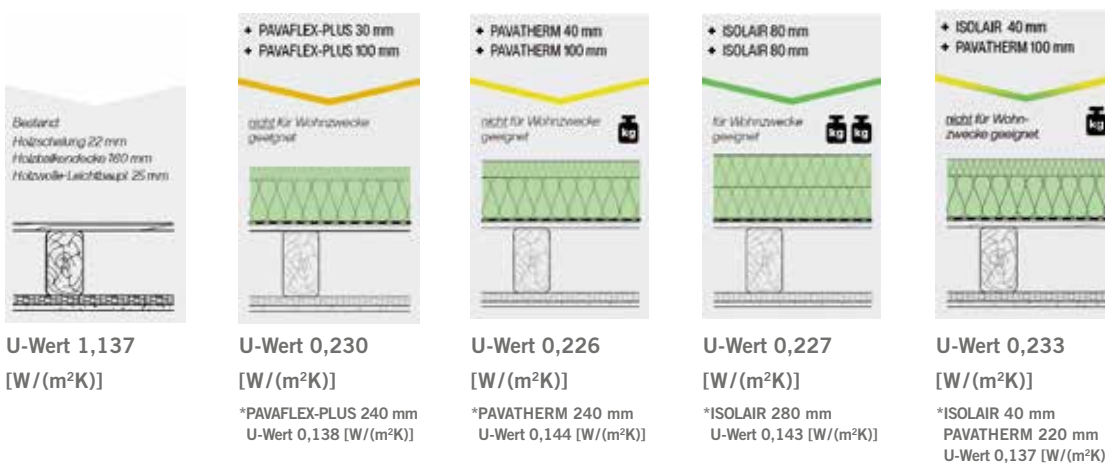 Bestand:
Holzschalung 22 mm
Holzbalkendecke 180 mm
Holzwolle-Leichtbaupl. 25 mm
U-Wert 1,137
[W/(m²K)]
+ PAVAFLEX-PLUS 30 mm
+ PAVAFLEX-PLUS 100 mm
nicht für Wohnzwecke
geeignet
U-Wert 0,230
[W/(m²K)]
*PAVAFLEX-PLUS 240 mm
U-Wert 0,138 [W/(m²K)]
+ PAVATHERM 40 mm
+ PAVATHERM 100 mm
nicht für Wohnzwecke
geeignet
kg
U-Wert 0,226
[W/(m²K)]
*PAVATHERM 240 mm
U-Wert 0,144 [W/(m²K)]
+ ISOLAIR 80 mm
+ ISOLAIR 80 mm
für Wohnzwecke
geeignet
kg kg
U-Wert 0,227
[W/(m²K)]
*ISOLAIR 280 mm
U-Wert 0,143 [W/(m²K)]
+ ISOLAIR 40 mm
+ PAVATHERM 100 mm
nicht für Wohn-
zwecke geeignet
kg
U-Wert 0,233
[W/(m²K)]
*ISOLAIR 40 mm
PAVATHERM 220 mm
U-Wert 0,137 [W/(m²K)